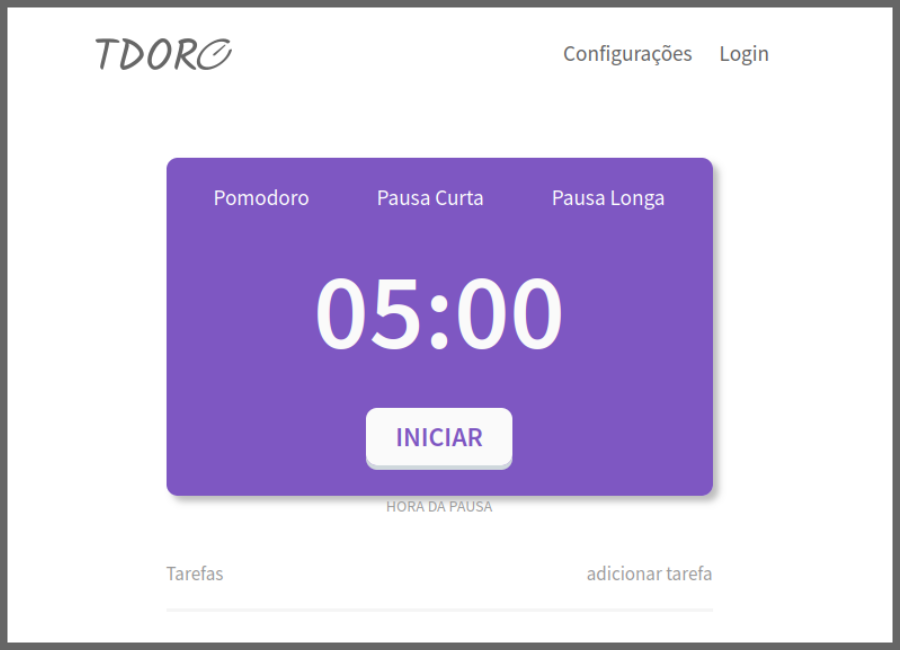 TDORO
Configurações Login
Pomodoro Pausa Curta Pausa Longa
05:00
INICIAR
HORA DA PAUSA
Tarefas adicionar tarefa